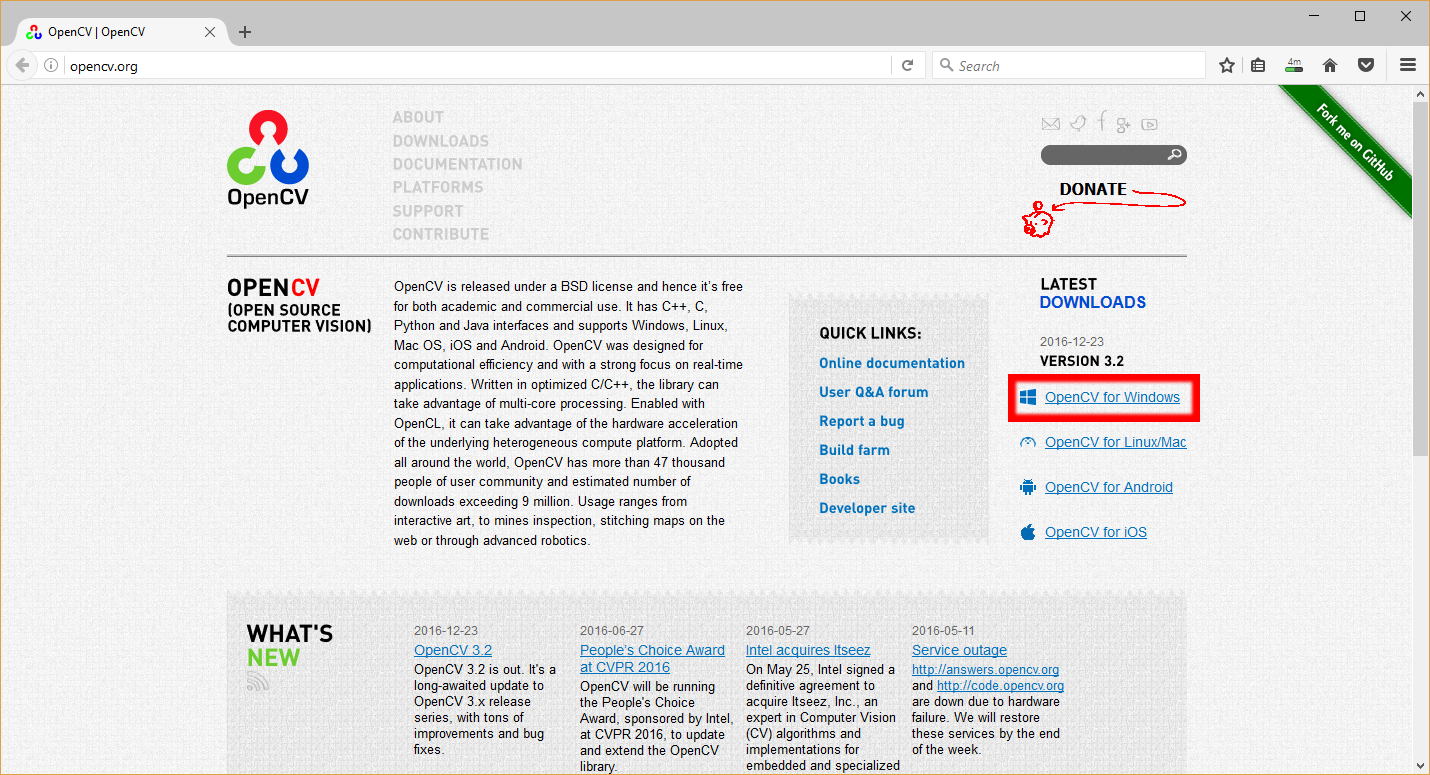 OpenCV | OpenCV
opencv.org
Search
4m
OpenCV
ABOUT
DOWNLOADS
DOCUMENTATION
PLATFORMS
SUPPORT
CONTRIBUTE
Fork me on GitHub
DONATE
OPENCV
(OPEN SOURCE
COMPUTER VISION)
OpenCV is released under a BSD license and hence it's free
for both academic and commercial use. It has C++, C,
Python and Java interfaces and supports Windows, Linux,
Mac OS, iOS and Android. OpenCV was designed for
computational efficiency and with a strong focus on real-time
applications. Written in optimized C/C++, the library can
take advantage of multi-core processing. Enabled with
OpenCL, it can take advantage of the hardware acceleration
of the underlying heterogeneous compute platform. Adopted
all around the world, OpenCV has more than 47 thousand
people of user community and estimated number of
downloads exceeding 9 million. Usage ranges from
interactive art, to mines inspection, stitching maps on the
web or through advanced robotics.
QUICK LINKS:
Online documentation
User Q&A forum
Report a bug
Build farm
Books
Developer site
LATEST
DOWNLOADS
2016-12-23
VERSION 3.2
OpenCV for Windows
OpenCV for Linux/Mac
OpenCV for Android
OpenCV for iOS
WHAT'S
NEW
2016-12-23
OpenCV 3.2
OpenCV 3.2 is out. It's a
long-awaited update to
OpenCV 3.x release
series, with tons of
improvements and bug
fixes.
2016-06-27
People's Choice Award
at CVPR 2016
OpenCV will be running
the People's Choice
Award, sponsored by Intel,
at CVPR 2016, to update
and extend the OpenCV
library.
2016-05-27
Intel acquires Itseez
On May 25, Intel signed a
definitive agreement to
acquire Itseez, Inc., an
expert in Computer Vision
(CV) algorithms and
implementations for
embedded and specialized
2016-05-11
Service outage
http://answers.opencv.org
and http://code.opencv.org
are down due to hardware
failure. We will restore
these services by the end
of the week.